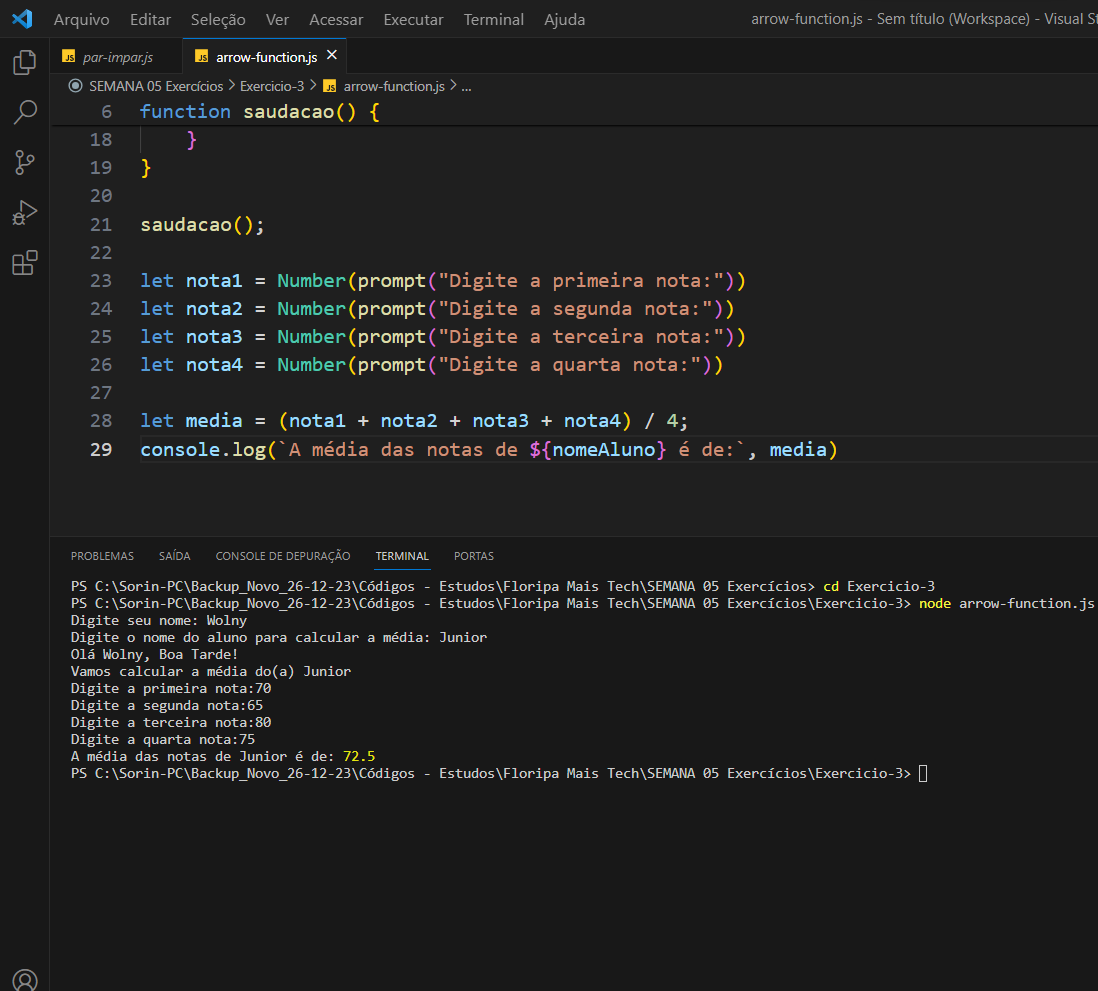 Arquivo Editar Seleção Ver Acessar Executar Terminal Ajuda arrow-function.js - Sem título (Workspace) - Visual
JS par-impar.js JS arrow-function.js
SEMANA 05 Exercícios > Exercicio-3 > JS arrow-function.js > ...
6 function saudacao() {
18 }
19 }
20
21 saudacao();
22
23 let nota1 = Number(prompt("Digite a primeira nota:"))
24 let nota2 = Number(prompt("Digite a segunda nota:"))
25 let nota3 = Number(prompt("Digite a terceira nota:"))
26 let nota4 = Number(prompt("Digite a quarta nota:"))
27
28 let media = (nota1 + nota2 + nota3 + nota4) / 4;
29 console.log(`A média das notas de ${nomeAluno} é de:`, media)
PROBLEMAS SAÍDA CONSOLE DE DEPURAÇÃO TERMINAL PORTAS
PS C:\Sorin-PC\Backup_Novo_26-12-23\Códigos - Estudos\Floripa Mais Tech\SEMANA 05 Exercícios> cd Exercicio-3
PS C:\Sorin-PC\Backup_Novo_26-12-23\Códigos - Estudos\Floripa Mais Tech\SEMANA 05 Exercícios\Exercicio-3> node arrow-function.js
Digite seu nome: Wolny
Digite o nome do aluno para calcular a média: Junior
Olá Wolny, Boa Tarde!
Vamos calcular a média do(a) Junior
Digite a primeira nota:70
Digite a segunda nota:65
Digite a terceira nota:80
Digite a quarta nota:75
A média das notas de Junior é de: 72.5
PS C:\Sorin-PC\Backup_Novo_26-12-23\Códigos - Estudos\Floripa Mais Tech\SEMANA 05 Exercícios\Exercicio-3>